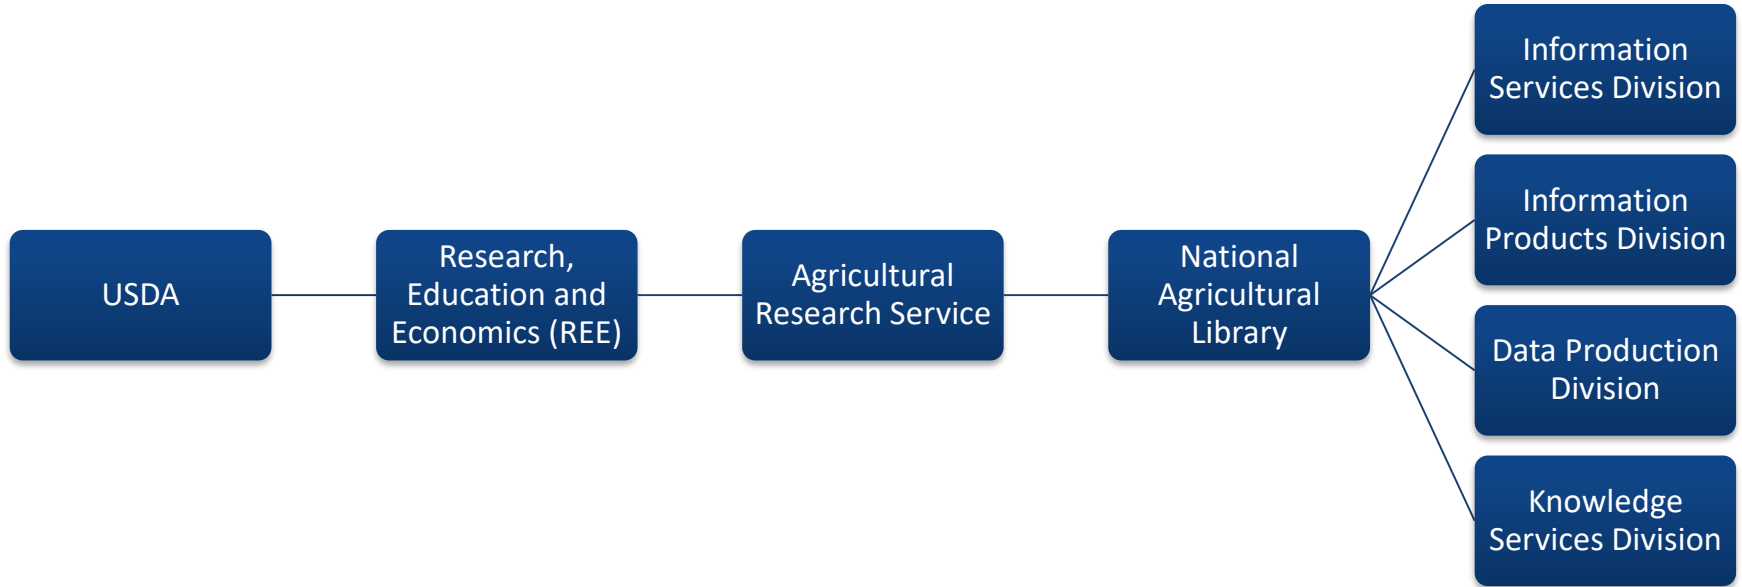 USDA
Research,
Education and
Economics (REE)
Agricultural
Research Service
National
Agricultural
Library
Information
Services Division
Information
Products Division
Data Production
Division
Knowledge
Services Division